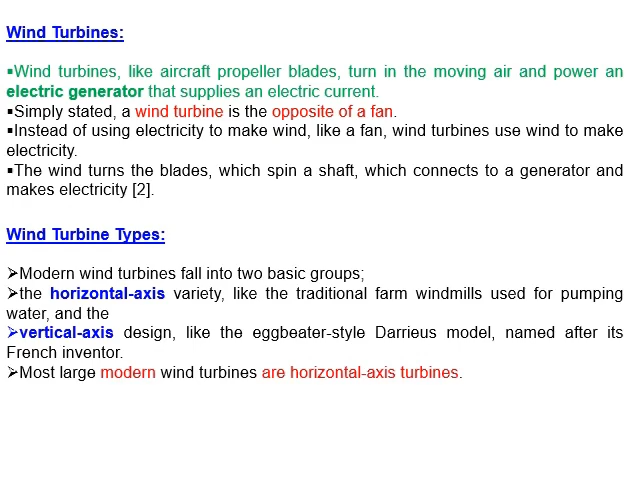 Wind Turbines:
▪Wind turbines, like aircraft propeller blades, turn in the moving air and power an
electric generator that supplies an electric current.
▪Simply stated, a wind turbine is the opposite of a fan.
▪Instead of using electricity to make wind, like a fan, wind turbines use wind to make
electricity.
▪The wind turns the blades, which spin a shaft, which connects to a generator and
makes electricity [2].
Wind Turbine Types:
➢Modern wind turbines fall into two basic groups;
➢the horizontal-axis variety, like the traditional farm windmills used for pumping
water, and the
➢vertical-axis design, like the eggbeater-style Darrieus model, named after its
French inventor.
➢Most large modern wind turbines are horizontal-axis turbines.